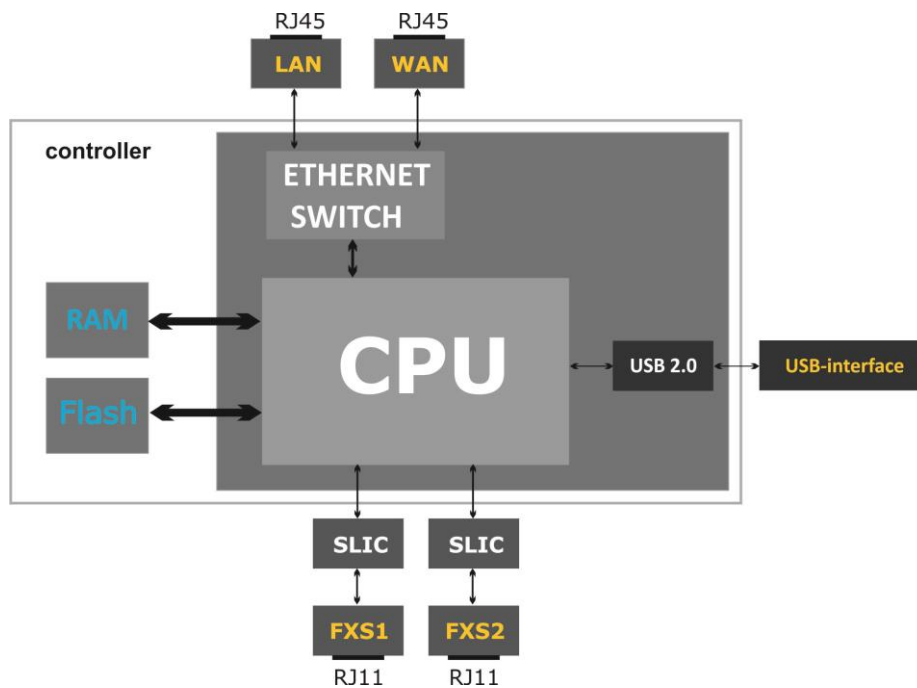 RJ45
RJ45
LAN
WAN
controller
ETHERNET
SWITCH
RAM
CPU
USB 2.0
USB-interface
Flash
SLIC
SLIC
FXS1
FXS2
RJ11
RJ11